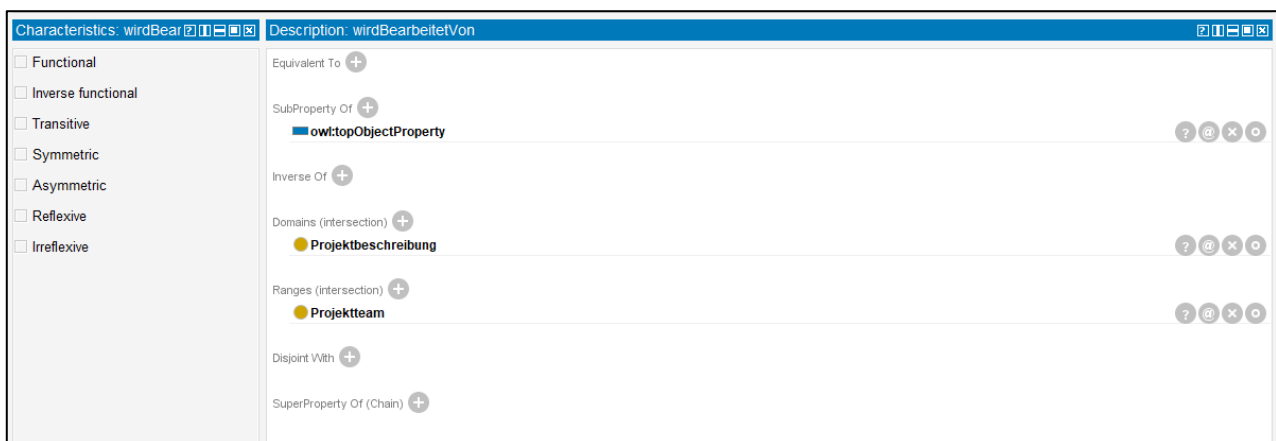 Characteristics: wirdBear
Description: wirdBearbeitetVon
Functional
Inverse functional
Transitive
Symmetric
Asymmetric
Reflexive
Irreflexive
Equivalent To
SubProperty Of
owl:topObjectProperty
Inverse Of
Domains (intersection)
Projektbeschreibung
Ranges (intersection)
Projektteam
Disjoint With
SuperProperty Of (Chain)